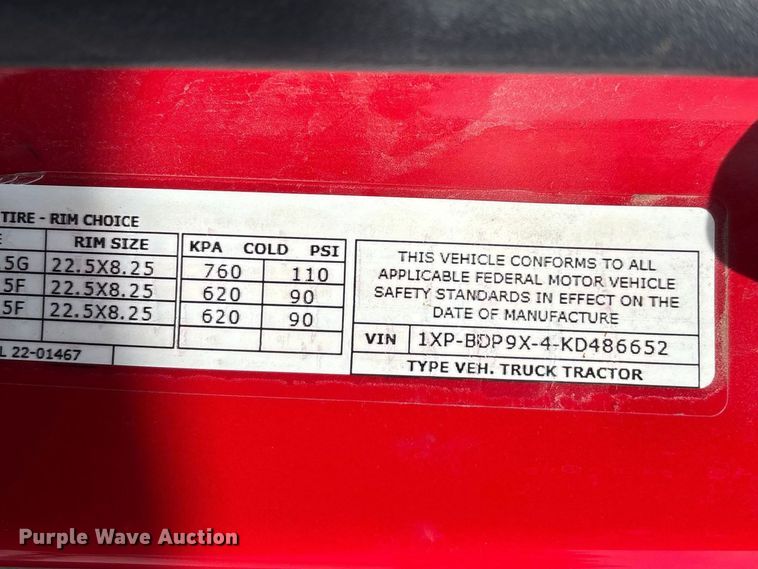 TIRE - RIM CHOICE
RIM SIZE
KPA COLD PSI
5G 22.5X8.25 760 110
5F 22.5X8.25 620 90
5F 22.5X8.25 620 90
L 22-01467
THIS VEHICLE CONFORMS TO ALL
APPLICABLE FEDERAL MOTOR VEHICLE
SAFETY STANDARDS IN EFFECT ON THE
DATE OF MANUFACTURE
VIN 1XP-BDP9X-4-KD486652
TYPE VEH. TRUCK TRACTOR
Purple Wave Auction